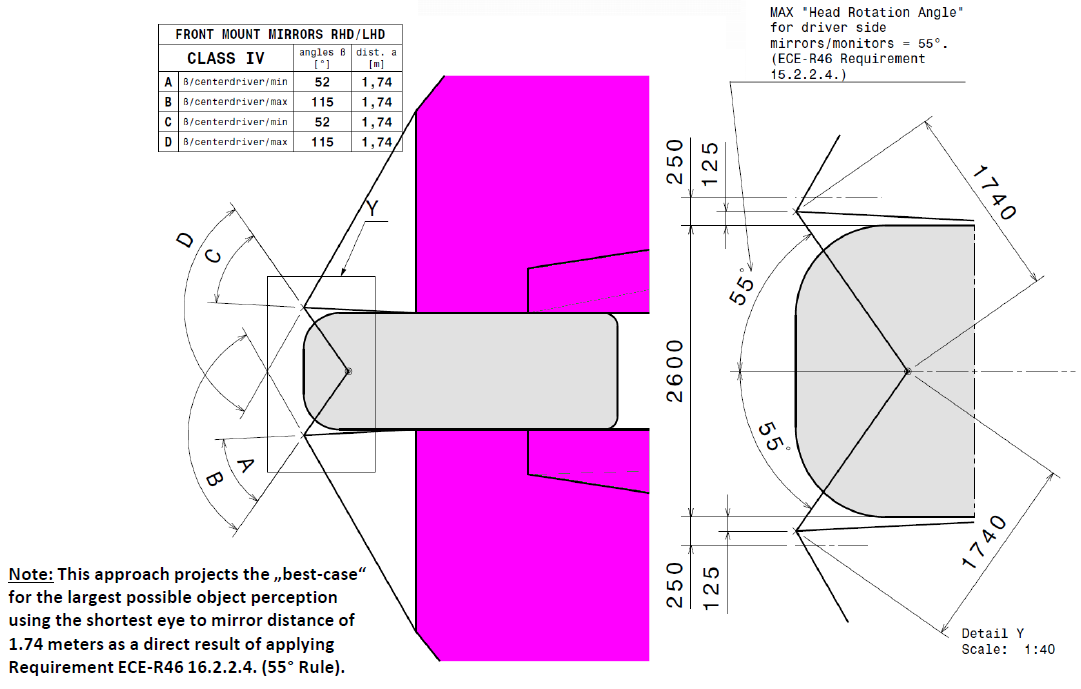 FRONT MOUNT MIRRORS RHD/LHD
CLASS IV angles ß [°] dist. a [m]
A ß/centerdriver/min 52 1,74
B ß/centerdriver/max 115 1,74
C ß/centerdriver/min 52 1,74
D ß/centerdriver/max 115 1,74
Y
D
C
A
B
MAX "Head Rotation Angle"
for driver side
mirrors/monitors = 55°.
(ECE-R46 Requirement
15.2.2.4.)
250
125
1740
55°
2600
55°
250
125
1740
Detail Y
Scale: 1:40
Note: This approach projects the „best-case“
for the largest possible object perception
using the shortest eye to mirror distance of
1.74 meters as a direct result of applying
Requirement ECE-R46 16.2.2.4. (55° Rule).